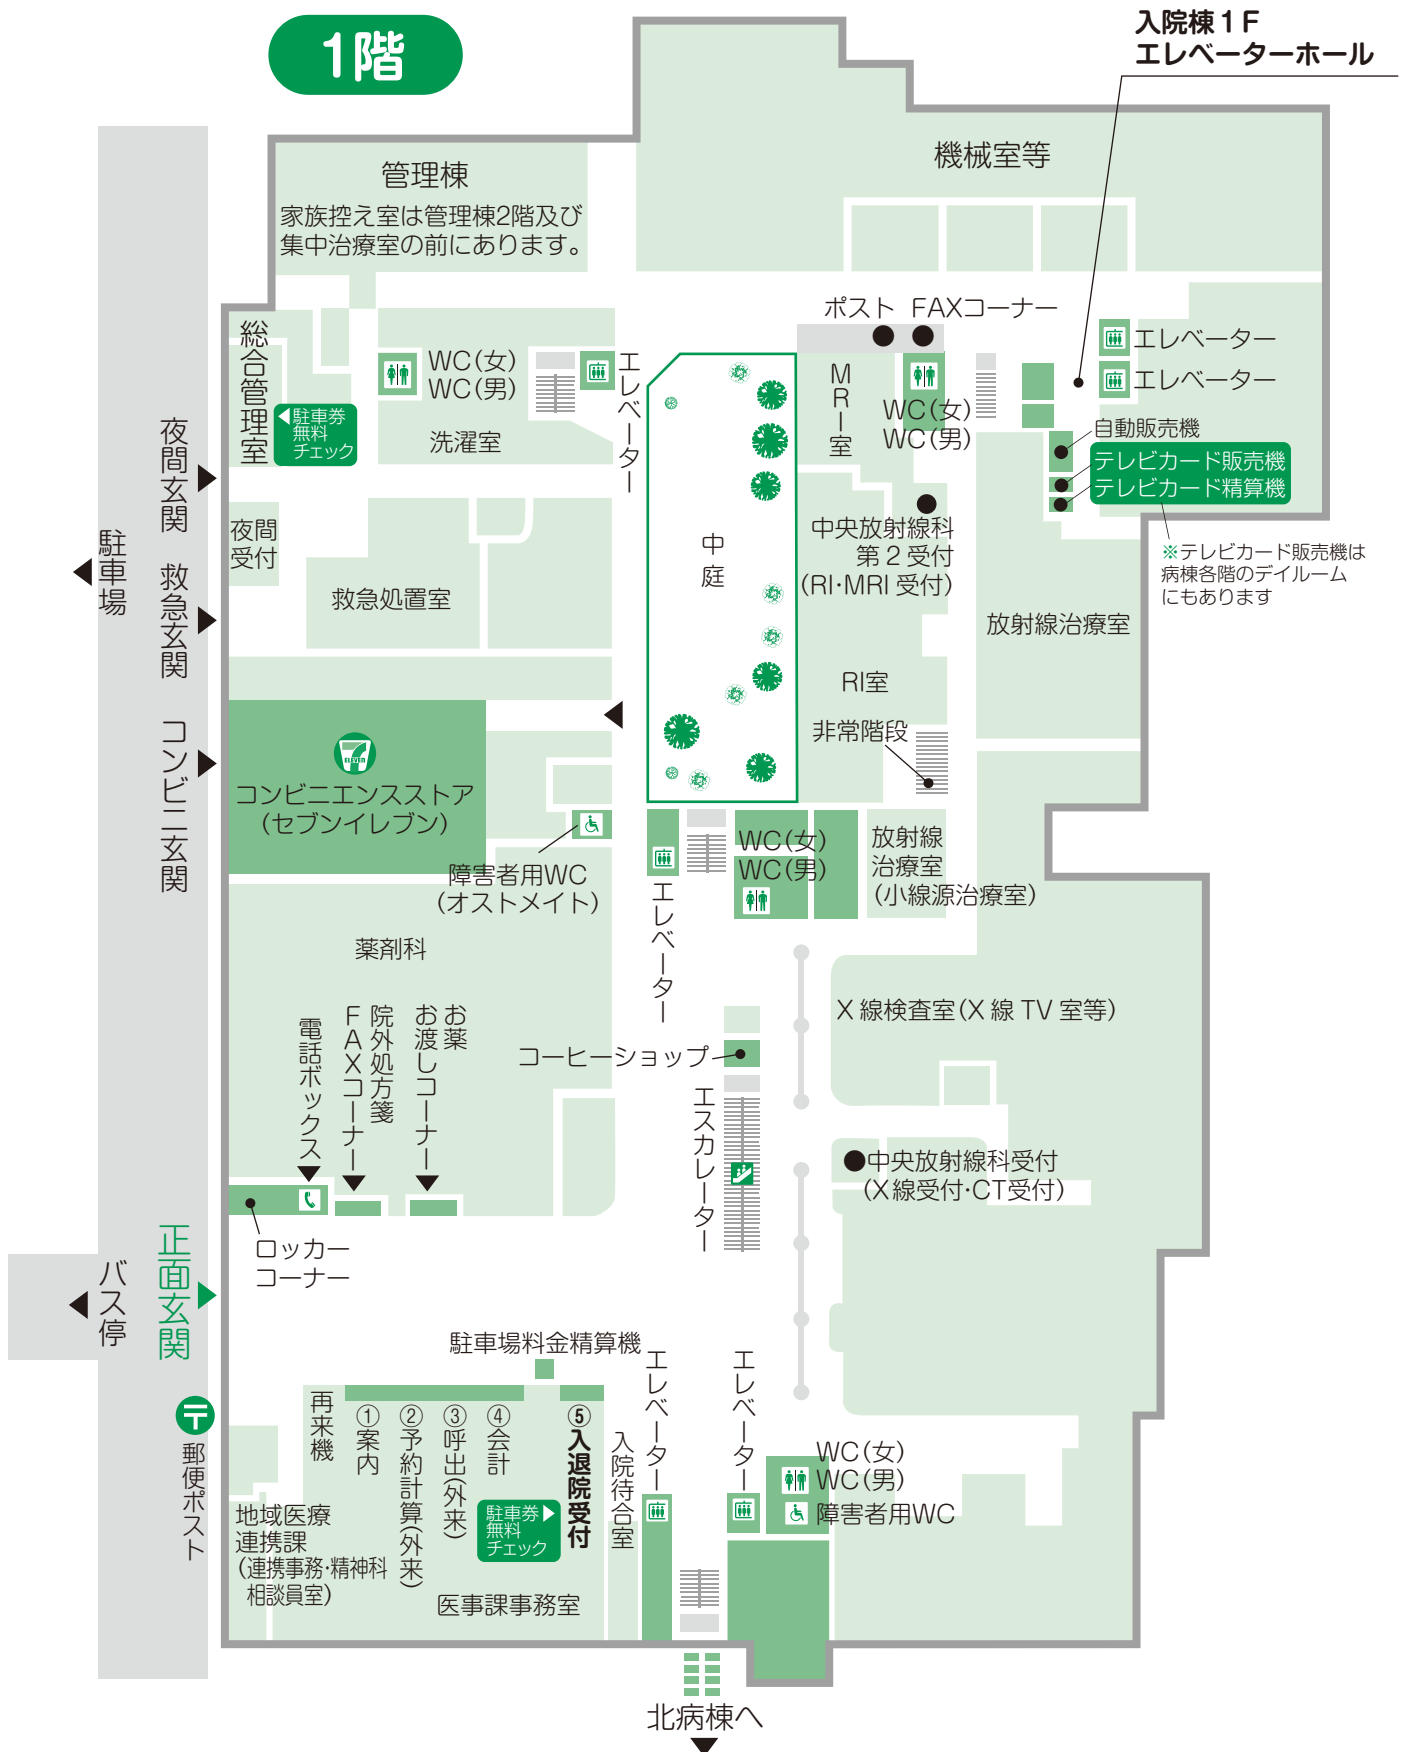 1階
入院棟1F
エレベーターホール
管理棟
家族控え室は管理棟2階及び
集中治療室の前にあります。
機械室等
ポスト
FAXコーナー
総合管理室
駐車券
無料
チェック
WC(女)
WC(男)
洗濯室
エレベーター
MRI室
WC(女)
WC(男)
エレベーター
エレベーター
自動販売機
テレビカード販売機
テレビカード精算機
※テレビカード販売機は
病棟各階のデイルーム
にもあります
夜間玄関
夜間
受付
駐車場
救急玄関
救急処置室
中庭
中央放射線科
第2受付
(RI・MRI受付)
放射線治療室
RI室
非常階段
コンビニ玄関
ELEVEN
コンビニエンスストア
(セブンイレブン)
障害者用WC
(オストメイト)
エレベーター
WC(女)
WC(男)
放射線
治療室
(小線源治療室)
薬剤科
電話ボックス
院外処方箋
FAXコーナー
お薬
お渡しコーナー
コーヒーショップ
エスカレーター
X線検査室(X線TV室等)
中央放射線科受付
(X線受付・CT受付)
ロッカー
コーナー
正面玄関
バス停
郵便ポスト
駐車場料金精算機
再来機
①案内
②予約計算(外来)
③呼出(外来)
④会計
⑤入退院受付
駐車券
無料
チェック
入院待合室
エレベーター
エレベーター
WC(女)
WC(男)
障害者用WC
地域医療
連携課
(連携事務・精神科
相談員室)
医事課事務室
北病棟へ